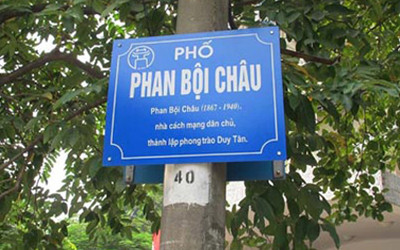 PHỐ
PHAN BỘI CHÂU
Phan Bội Châu (1867 - 1940),
nhà cách mạng dân chủ,
thành lập phong trào Duy Tân.
40